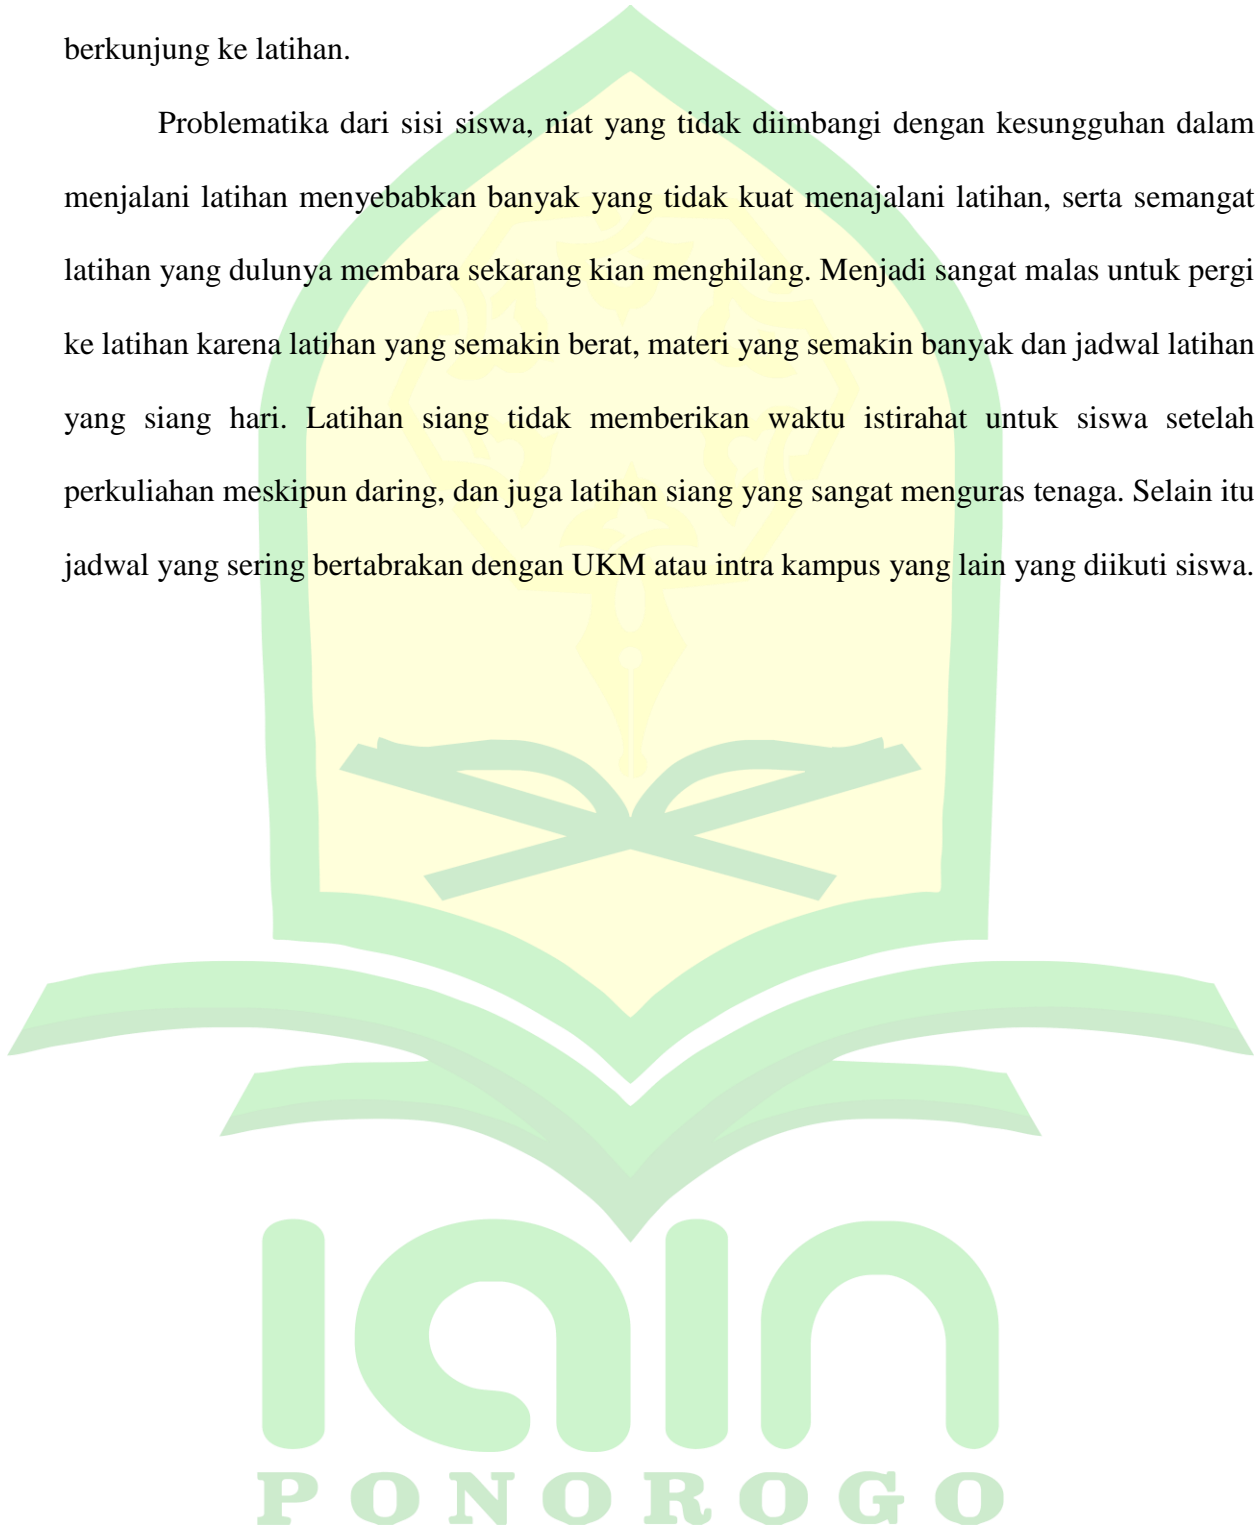 berkunjung ke latihan.
Problematika dari sisi siswa, niat yang tidak diimbangi dengan kesungguhan dalam
menjalani latihan menyebabkan banyak yang tidak kuat menajalani latihan, serta semangat
latihan yang dulunya membara sekarang kian menghilang. Menjadi sangat malas untuk pergi
ke latihan karena latihan yang semakin berat, materi yang semakin banyak dan jadwal latihan
yang siang hari. Latihan siang tidak memberikan waktu istirahat untuk siswa setelah
perkuliahan meskipun daring, dan juga latihan siang yang sangat menguras tenaga. Selain itu
jadwal yang sering bertabrakan dengan UKM atau intra kampus yang lain yang diikuti siswa.
iain
PONOROGO